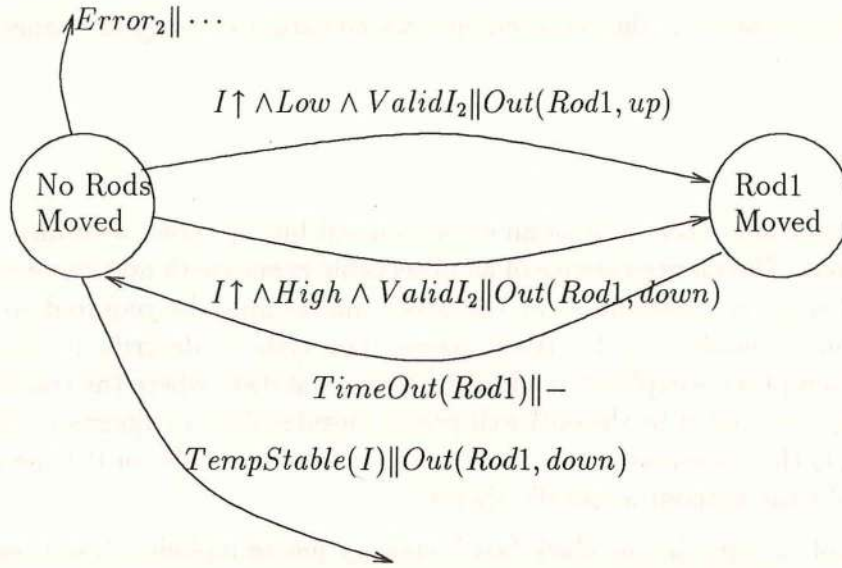 Error₂‖···
I↑ ∧Low ∧ ValidI₂‖Out(Rod1, up)
No Rods
Moved
Rod1
Moved
I↑ ∧High ∧ ValidI₂‖Out(Rod1, down)
TimeOut(Rod1)‖−
TempStable(I)‖Out(Rod1, down)